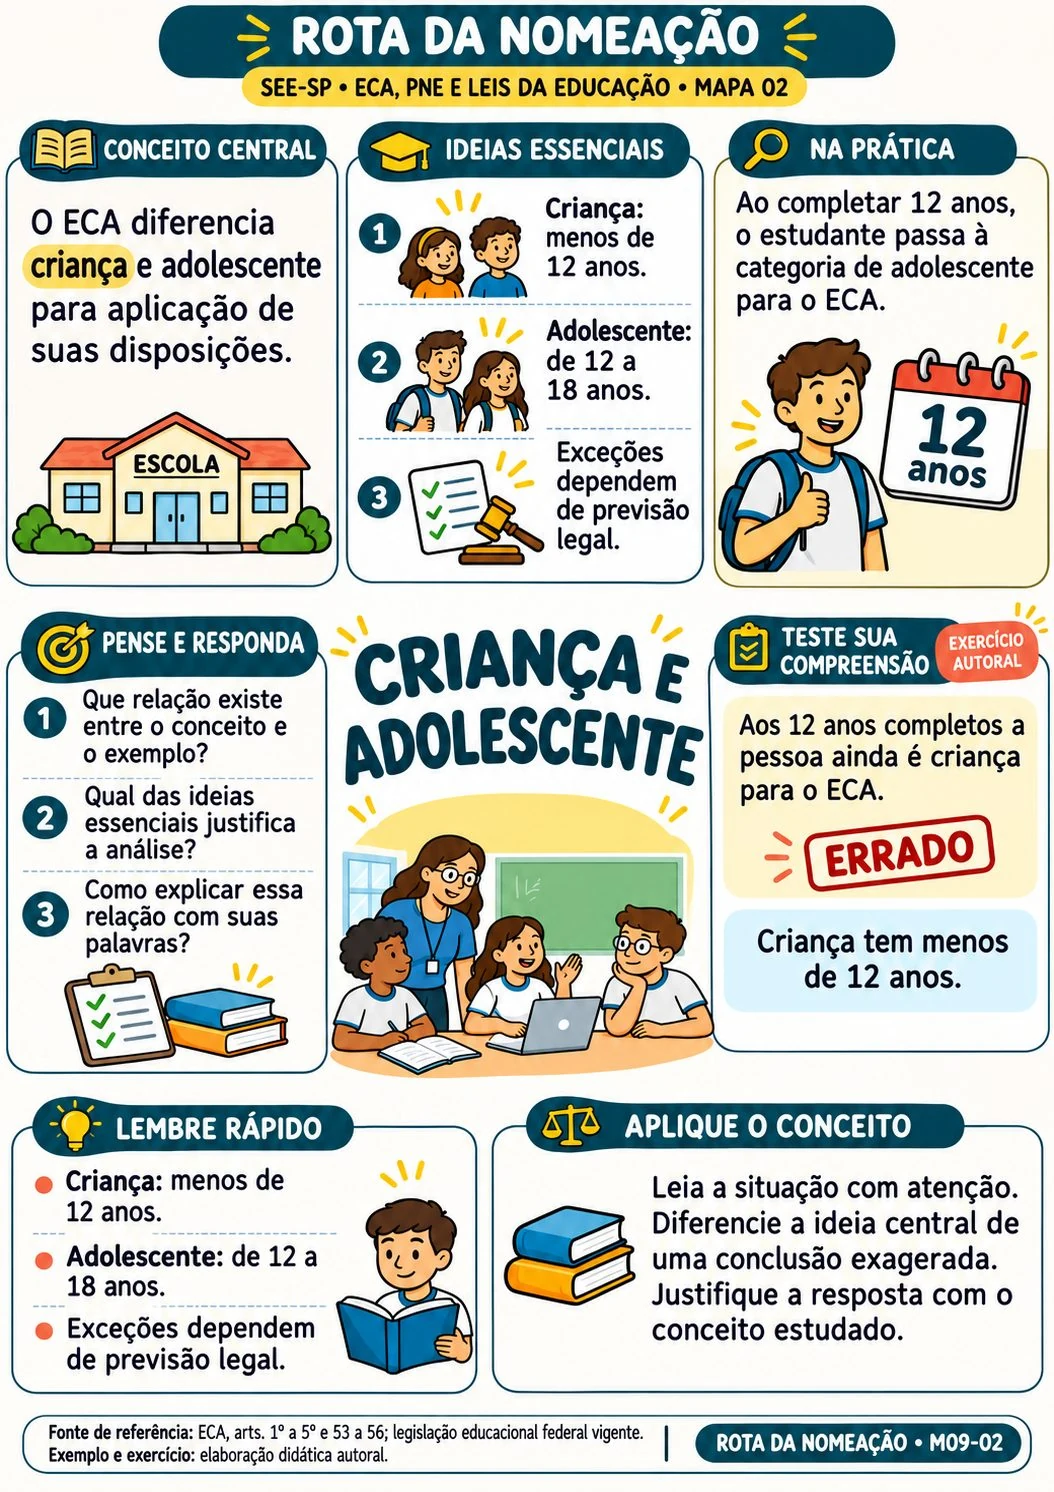 ROTA DA NOMEAÇÃO
SEE-SP • ECA, PNE E LEIS DA EDUCAÇÃO • MAPA 02
CONCEITO CENTRAL
O ECA diferencia
criança e adolescente
para aplicação de
suas disposições.
ESCOLA
IDEIAS ESSENCIAIS
1
Criança:
menos de
12 anos.
2
Adolescente:
de 12 a
18 anos.
3
Exceções
dependem
de previsão
legal.
NA PRÁTICA
Ao completar 12 anos,
o estudante passa à
categoria de adolescente
para o ECA.
12
anos
PENSE E RESPONDA
1
Que relação existe
entre o conceito e
o exemplo?
2
Qual das ideias
essenciais justifica
a análise?
3
Como explicar essa
relação com suas
palavras?
CRIANÇA E
ADOLESCENTE
TESTE SUA
COMPREENSÃO
EXERCÍCIO
AUTORAL
Aos 12 anos completos a
pessoa ainda é criança
para o ECA.
ERRADO
Criança tem menos
de 12 anos.
LEMBRE RÁPIDO
Criança: menos de
12 anos.
Adolescente: de 12 a
18 anos.
Exceções dependem
de previsão legal.
APLIQUE O CONCEITO
Leia a situação com atenção.
Diferencie a ideia central de
uma conclusão exagerada.
Justifique a resposta com o
conceito estudado.
Fonte de referência: ECA, arts. 1º a 5º e 53 a 56; legislação educacional federal vigente.
Exemplo e exercício: elaboração didática autoral.
ROTA DA NOMEAÇÃO • M09-02